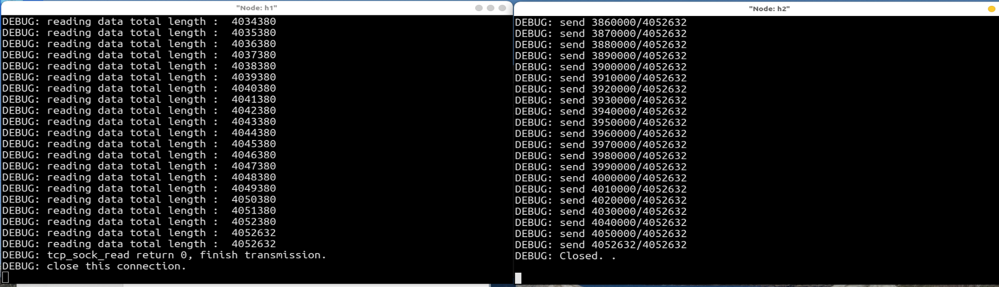 "Node: h1"
DEBUG: reading data total length :  4034380
DEBUG: reading data total length :  4035380
DEBUG: reading data total length :  4036380
DEBUG: reading data total length :  4037380
DEBUG: reading data total length :  4038380
DEBUG: reading data total length :  4039380
DEBUG: reading data total length :  4040380
DEBUG: reading data total length :  4041380
DEBUG: reading data total length :  4042380
DEBUG: reading data total length :  4043380
DEBUG: reading data total length :  4044380
DEBUG: reading data total length :  4045380
DEBUG: reading data total length :  4046380
DEBUG: reading data total length :  4047380
DEBUG: reading data total length :  4048380
DEBUG: reading data total length :  4049380
DEBUG: reading data total length :  4050380
DEBUG: reading data total length :  4051380
DEBUG: reading data total length :  4052380
DEBUG: reading data total length :  4052632
DEBUG: reading data total length :  4052632
DEBUG: tcp_sock_read return 0, finish transmission.
DEBUG: close this connection.
"Node: h2"
DEBUG: send 3860000/4052632
DEBUG: send 3870000/4052632
DEBUG: send 3880000/4052632
DEBUG: send 3890000/4052632
DEBUG: send 3900000/4052632
DEBUG: send 3910000/4052632
DEBUG: send 3920000/4052632
DEBUG: send 3930000/4052632
DEBUG: send 3940000/4052632
DEBUG: send 3950000/4052632
DEBUG: send 3960000/4052632
DEBUG: send 3970000/4052632
DEBUG: send 3980000/4052632
DEBUG: send 3990000/4052632
DEBUG: send 4000000/4052632
DEBUG: send 4010000/4052632
DEBUG: send 4020000/4052632
DEBUG: send 4030000/4052632
DEBUG: send 4040000/4052632
DEBUG: send 4050000/4052632
DEBUG: send 4052632/4052632
DEBUG: Closed. .